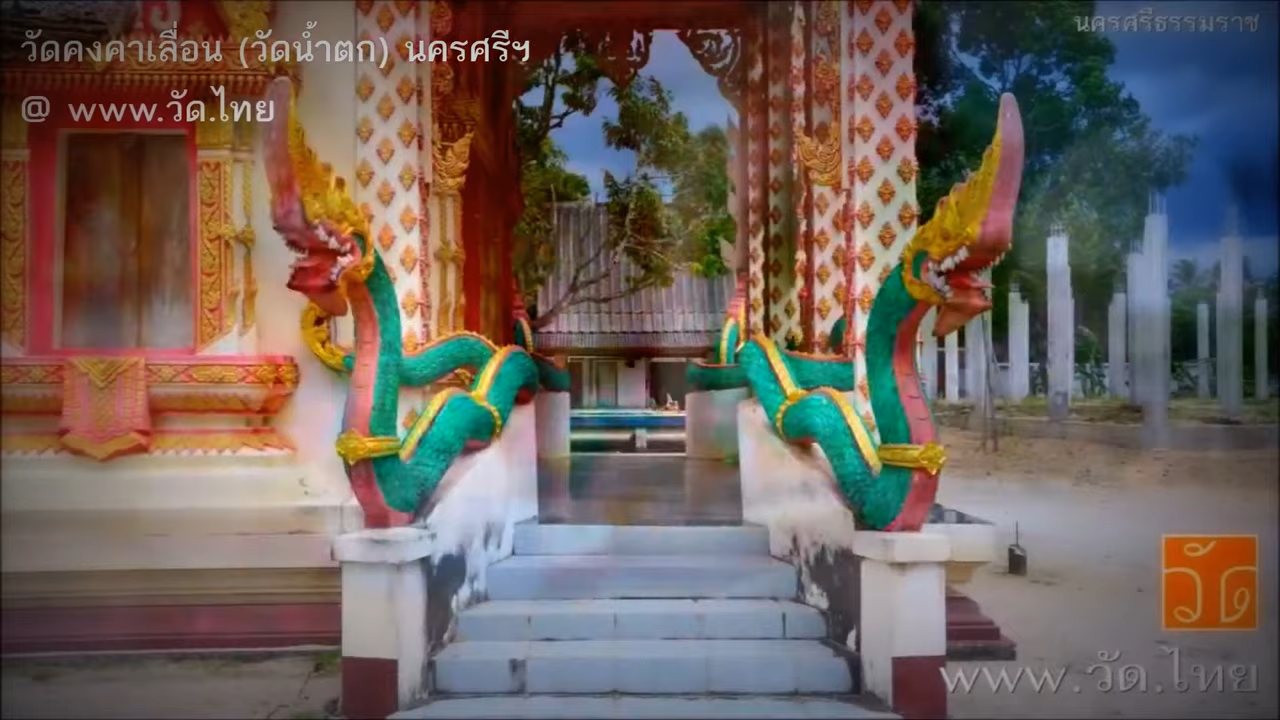 วัดคงคาเลื่อน (วัดน้ำตก) นครศรีฯ
@ www.วัด.ไทย
นครศรีธรรมราช
วัด
www.วัด.ไทย